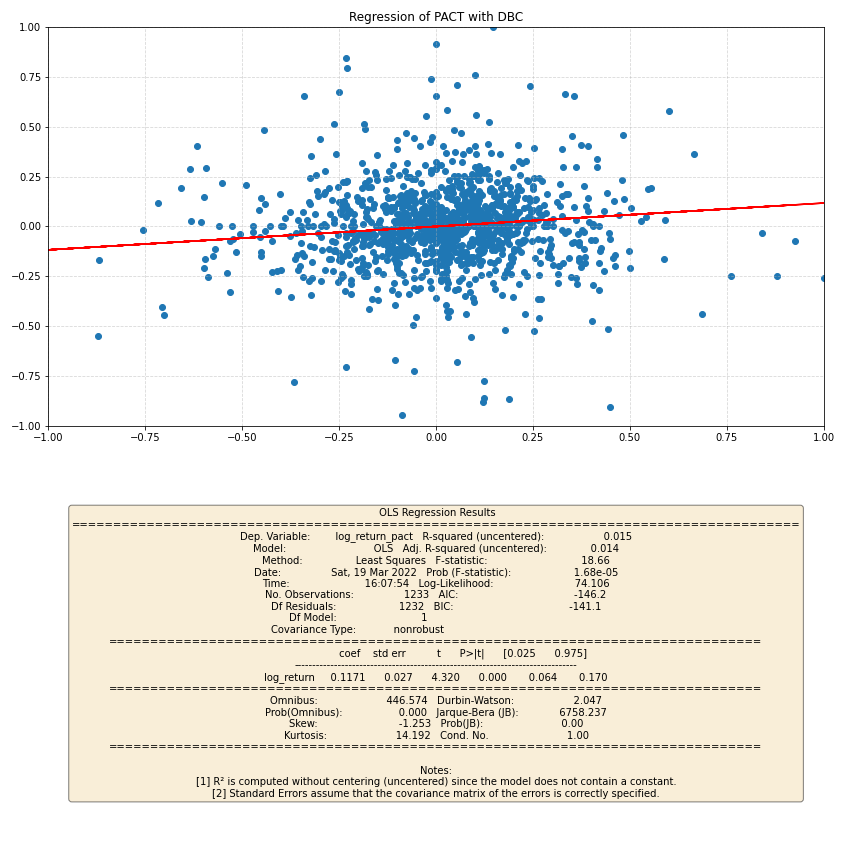 Regression of PACT with DBC
1.00
0.75
0.50
0.25
0.00
−0.25
−0.50
−0.75
−1.00
−1.00 −0.75 −0.50 −0.25 0.00 0.25 0.50 0.75 1.00
OLS Regression Results
==============================================================================
Dep. Variable: log_return_pact R-squared (uncentered): 0.015
Model: OLS Adj. R-squared (uncentered): 0.014
Method: Least Squares F-statistic: 18.66
Date: Sat, 19 Mar 2022 Prob (F-statistic): 1.68e-05
Time: 16:07:54 Log-Likelihood: 74.106
No. Observations: 1233 AIC: -146.2
Df Residuals: 1232 BIC: -141.1
Df Model: 1
Covariance Type: nonrobust
==============================================================================
coef std err t P>|t| [0.025 0.975]
------------------------------------------------------------------------------
log_return 0.1171 0.027 4.320 0.000 0.064 0.170
==============================================================================
Omnibus: 446.574 Durbin-Watson: 2.047
Prob(Omnibus): 0.000 Jarque-Bera (JB): 6758.237
Skew: -1.253 Prob(JB): 0.00
Kurtosis: 14.192 Cond. No. 1.00
==============================================================================
Notes:
[1] R² is computed without centering (uncentered) since the model does not contain a constant.
[2] Standard Errors assume that the covariance matrix of the errors is correctly specified.